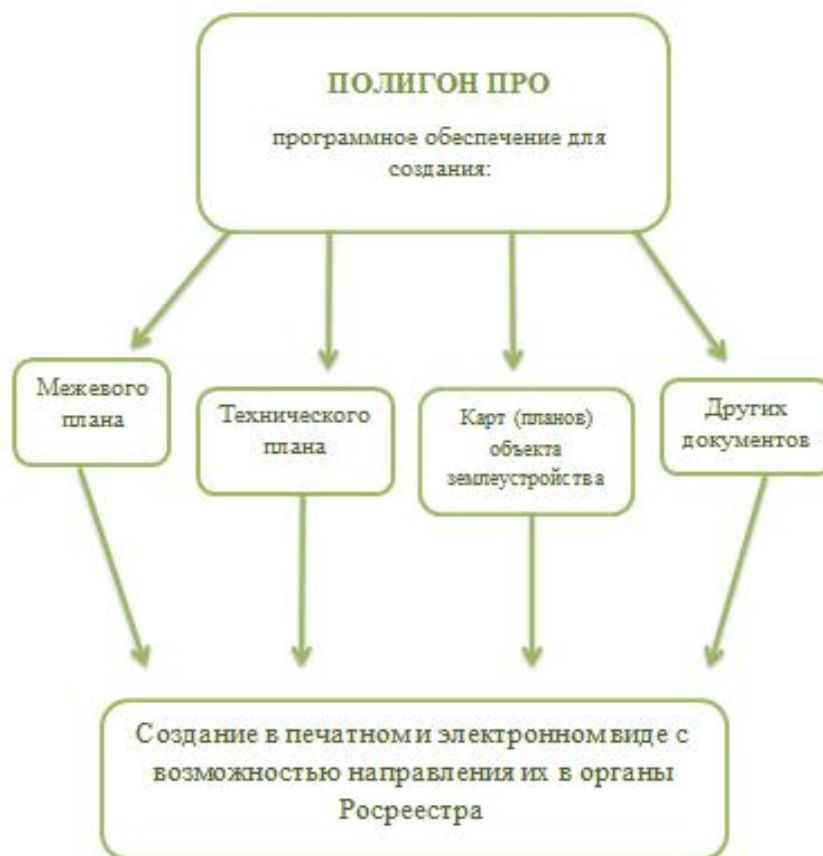 ПОЛИГОН ПРО
программное обеспечение для
создания:
Межевого
плана
Технического
плана
Карт (планов)
объекта
землеустройства
Других
документов
Создание в печатном и электронном виде с
возможностью направления их в органы
Росреестра